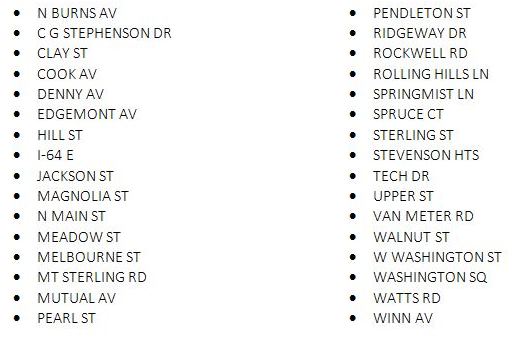 N BURNS AV
C G STEPHENSON DR
CLAY ST
COOK AV
DENNY AV
EDGEMONT AV
HILL ST
I-64 E
JACKSON ST
MAGNOLIA ST
N MAIN ST
MEADOW ST
MELBOURNE ST
MT STERLING RD
MUTUAL AV
PEARL ST
PENDLETON ST
RIDGEWAY DR
ROCKWELL RD
ROLLING HILLS LN
SPRINGMIST LN
SPRUCE CT
STERLING ST
STEVENSON HTS
TECH DR
UPPER ST
VAN METER RD
WALNUT ST
W WASHINGTON ST
WASHINGTON SQ
WATTS RD
WINN AV